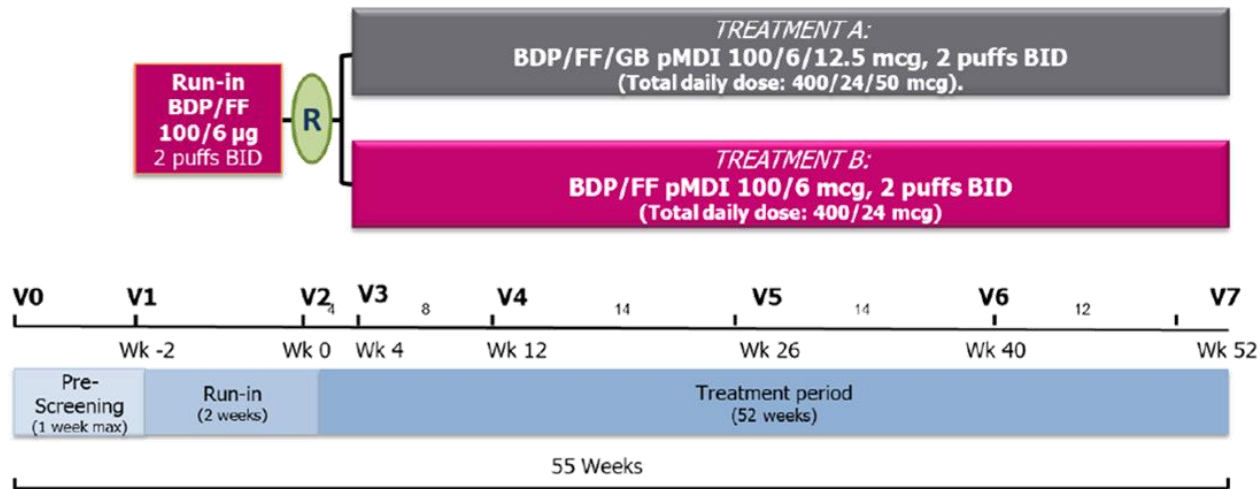 TREATMENT A:
BDP/FF/GB pMDI 100/6/12.5 mcg, 2 puffs BID
(Total daily dose: 400/24/50 mcg).
Run-in
BDP/FF
100/6 µg
2 puffs BID
R
TREATMENT B:
BDP/FF pMDI 100/6 mcg, 2 puffs BID
(Total daily dose: 400/24 mcg)
V0 V1 V2 V3 V4 V5 V6 V7
4 8 14 14 12
Wk -2 Wk 0 Wk 4 Wk 12 Wk 26 Wk 40 Wk 52
Pre-
Screening
(1 week max)
Run-in
(2 weeks)
Treatment period
(52 weeks)
55 Weeks